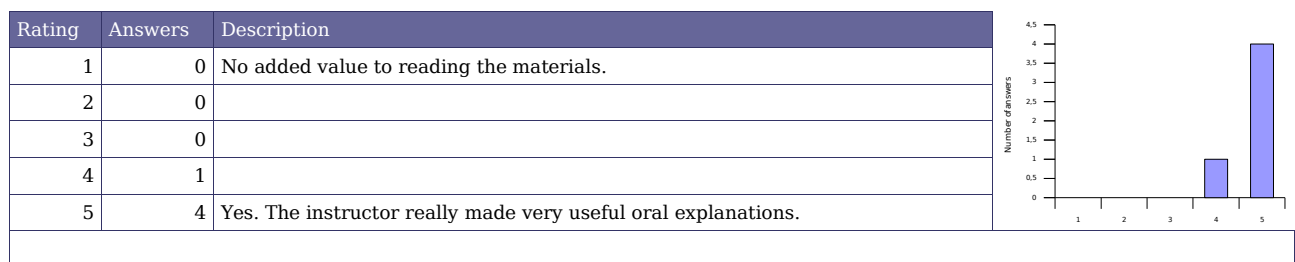 Rating Answers Description
1 0 No added value to reading the materials.
2 0
3 0
4 1
5 4 Yes. The instructor really made very useful oral explanations.
Number of answers
4,5
4
3,5
3
2,5
2
1,5
1
0,5
0
1 2 3 4 5